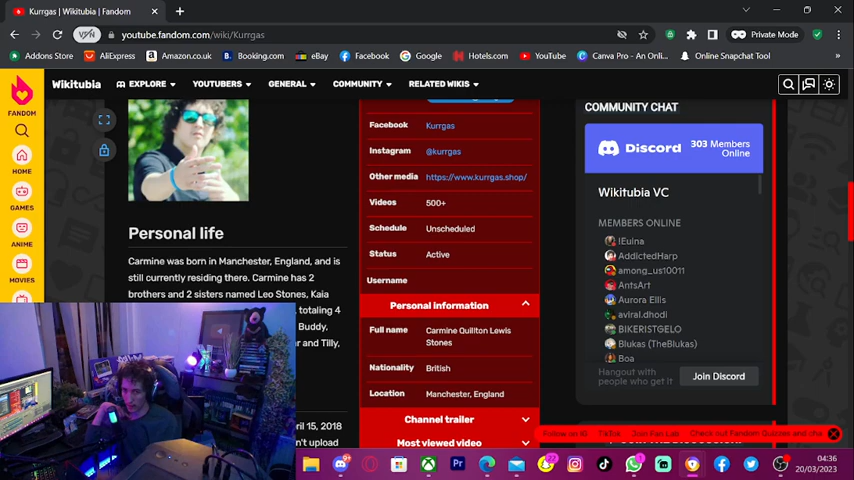 Kurrgas | Wikitubia | Fandom
VPN
youtube.fandom.com/wiki/Kurrgas
Private Mode
Addons Store
AliExpress
Amazon.co.uk
Booking.com
eBay
Facebook
Google
Hotels.com
YouTube
Canva Pro - An Onli...
Online Snapchat Tool
FANDOM
HOME
GAMES
ANIME
MOVIES
Wikitubia
EXPLORE
YOUTUBERS
GENERAL
COMMUNITY
RELATED WIKIS
Personal life
Carmine was born in Manchester, England, and is
still currently residing there. Carmine has 2
brothers and 2 sisters named Leo Stones, Kaia
, totaling 4
Buddy,
r and Tilly,
ril 15, 2018
n't upload
Facebook Kurrgas
Instagram @kurrgas
Other media https://www.kurrgas.shop/
Videos 500+
Schedule Unscheduled
Status Active
Username
Personal information
Full name Carmine Quillton Lewis
Stones
Nationality British
Location Manchester, England
Channel trailer
Most viewed video
COMMUNITY CHAT
Discord 303 Members
Online
Wikitubia VC
MEMBERS ONLINE
AddictedHarp
among_us10011
AntsArt
Aurora Ellis
aviral.dhodi
BIKERISTGELO
Blukas (TheBlukas)
Boa
Hangout with
people who get it
Join Discord
Follow on IG
TikTok
Join Fan Lab
Check out Fandom Quizzes and cha
04:36
20/03/2023